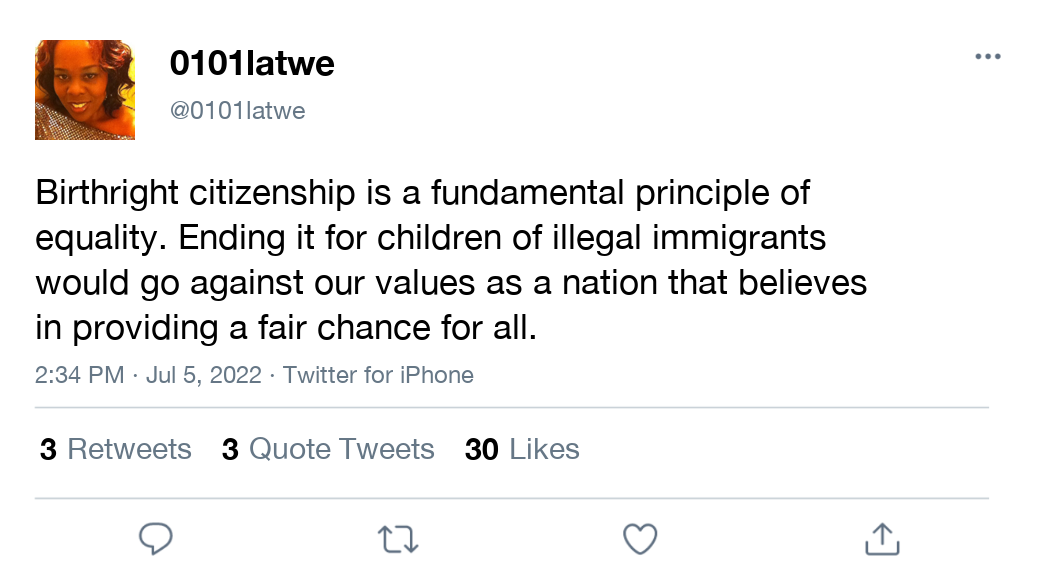 0101latwe
@0101latwe
Birthright citizenship is a fundamental principle of
equality. Ending it for children of illegal immigrants
would go against our values as a nation that believes
in providing a fair chance for all.
2:34 PM · Jul 5, 2022 · Twitter for iPhone
3 Retweets 3 Quote Tweets 30 Likes